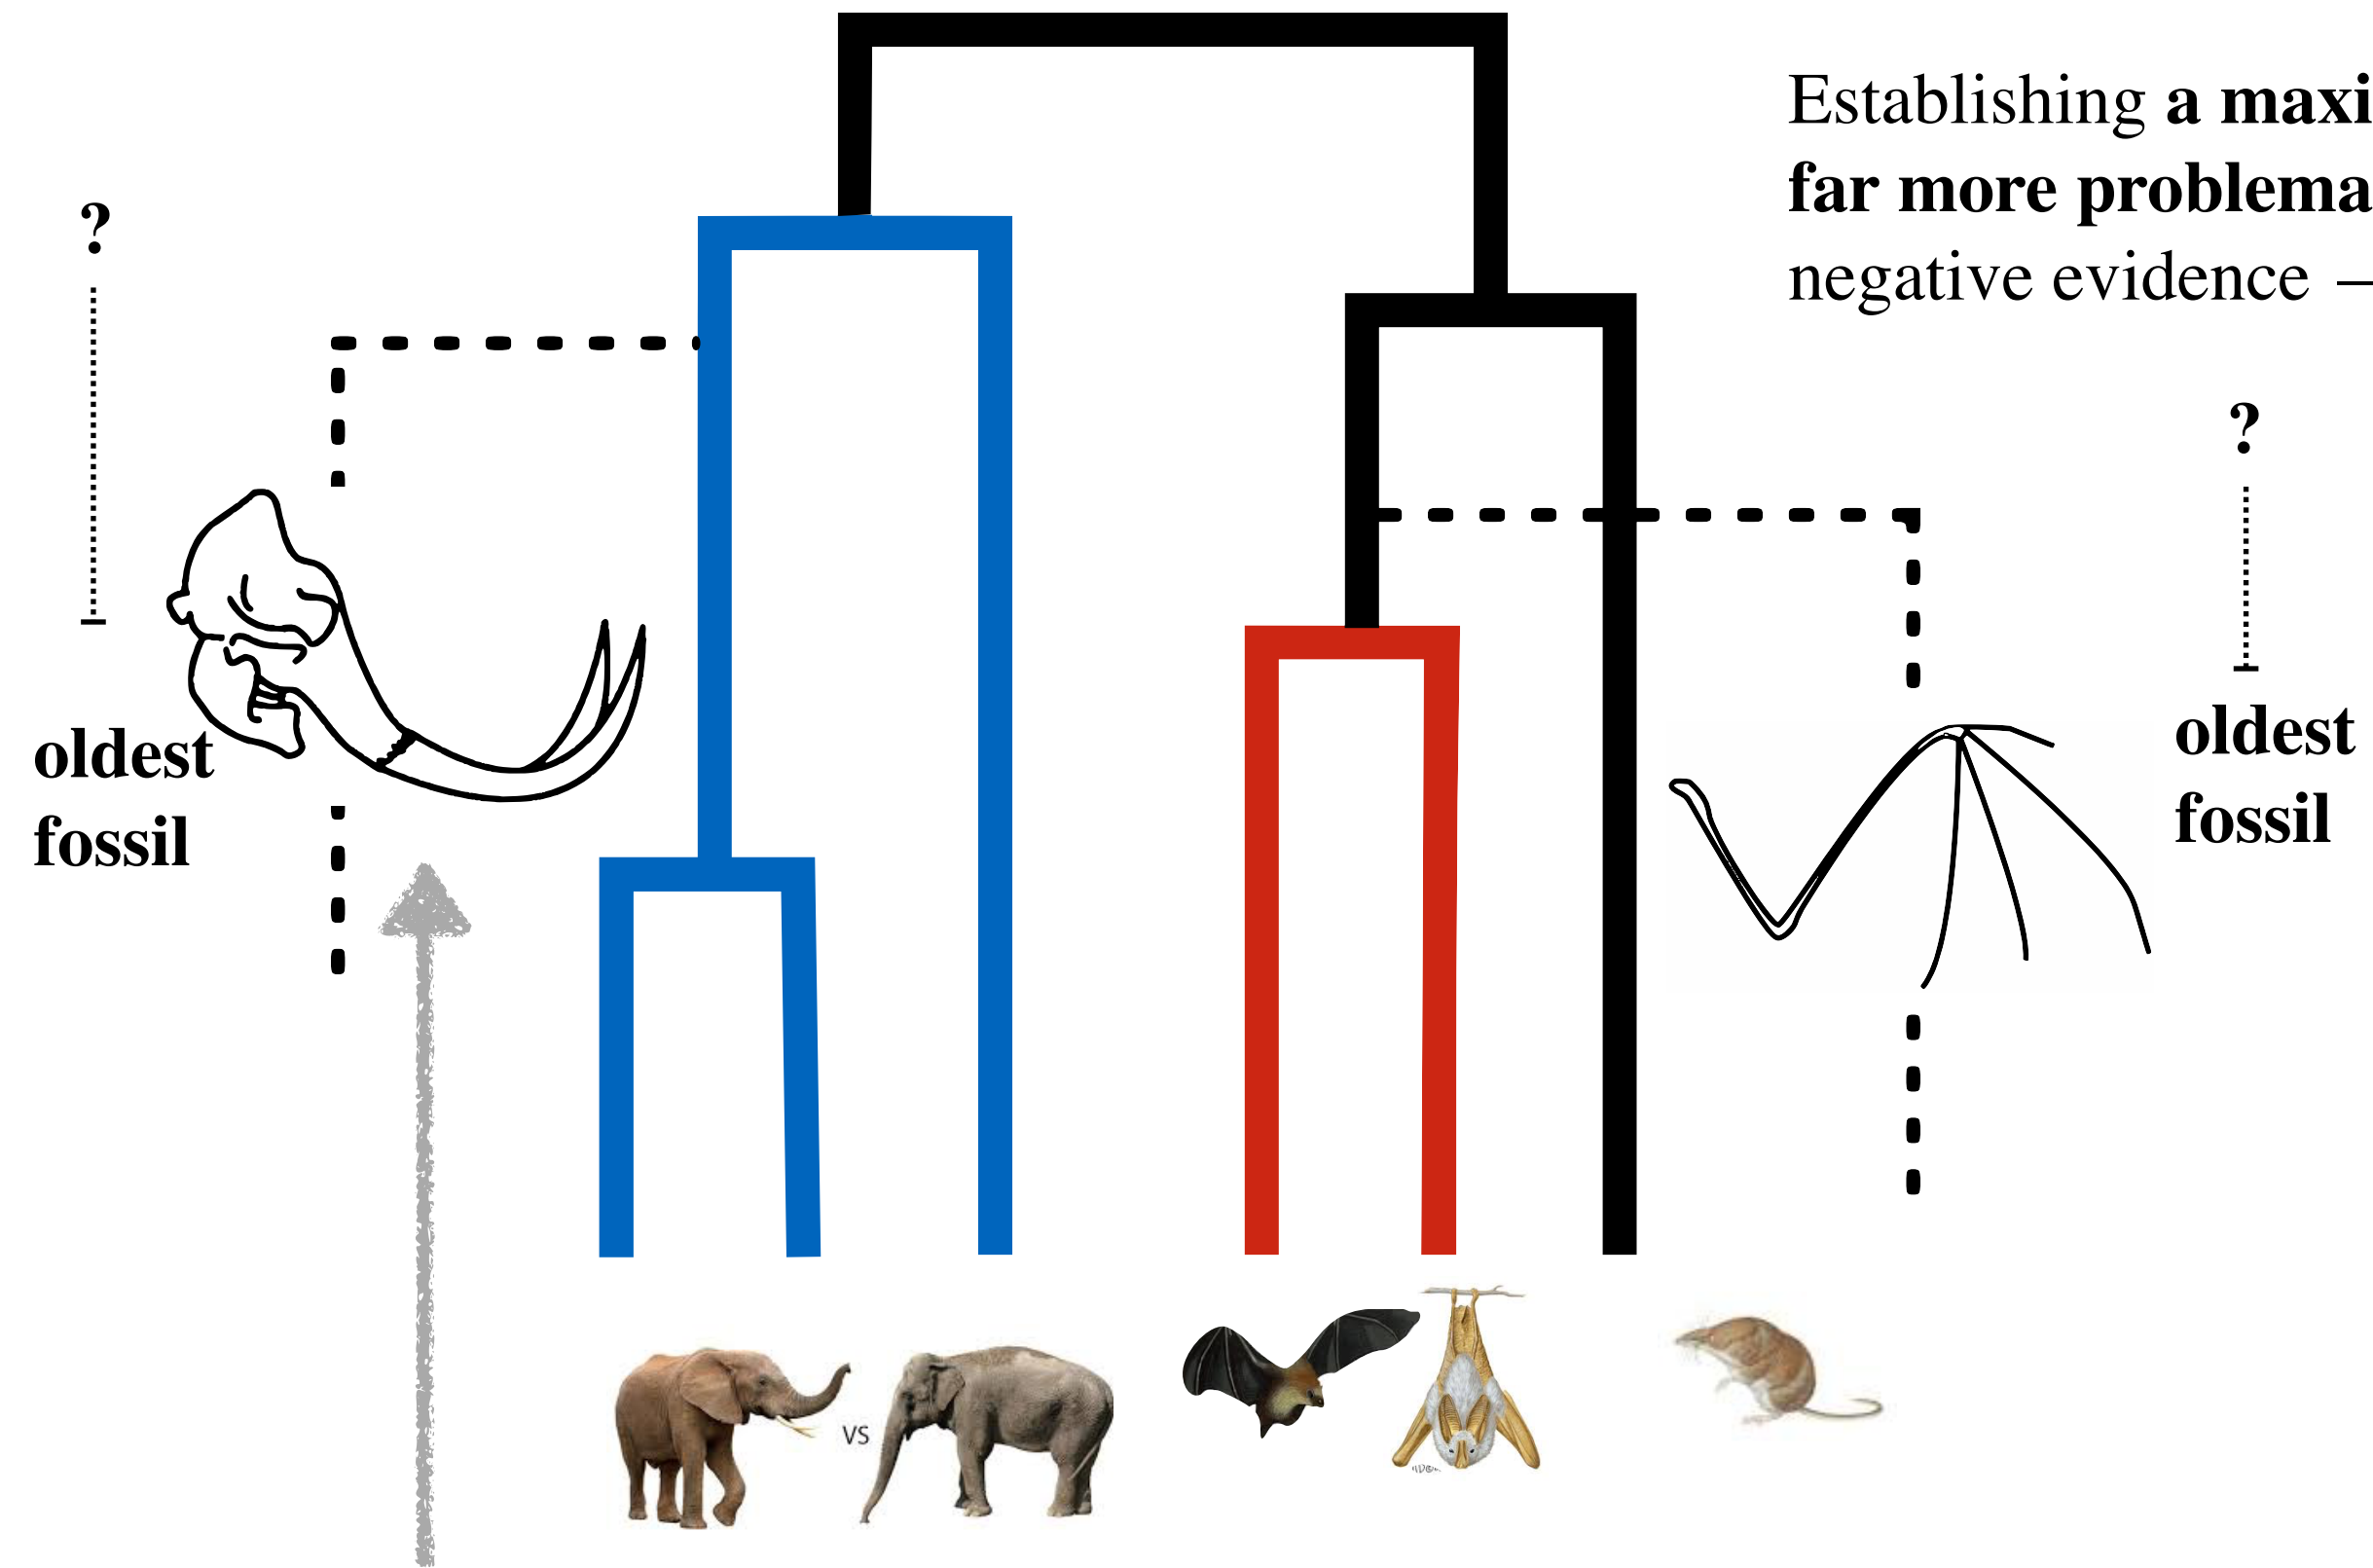 Establishing a maxi
far more problema
negative evidence —
?
?
oldest
fossil
oldest
fossil
vs